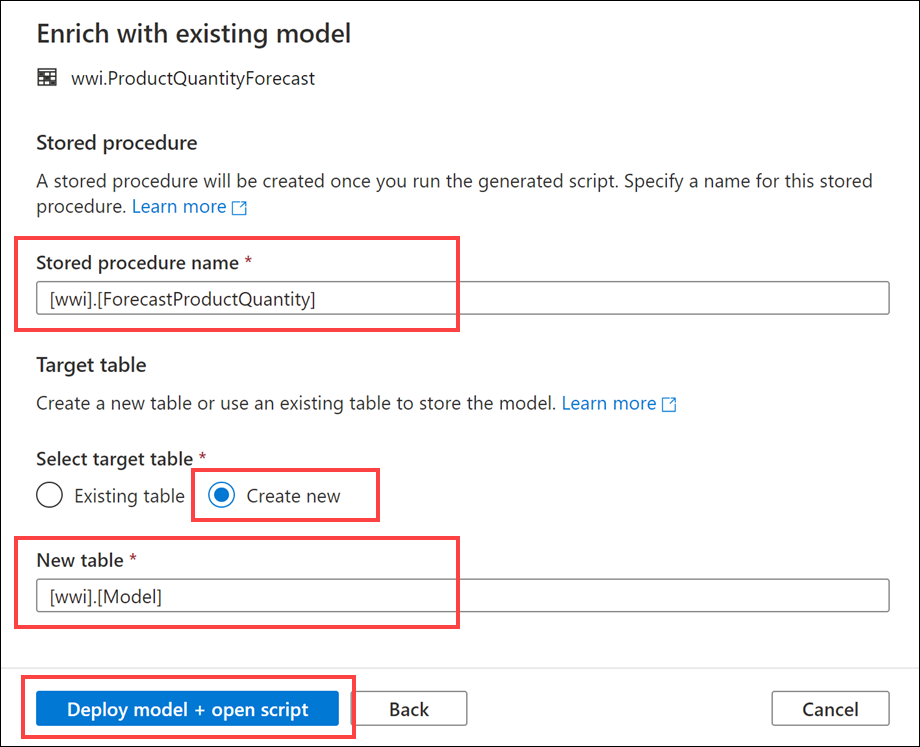 Enrich with existing model
wwi.ProductQuantityForecast
Stored procedure
A stored procedure will be created once you run the generated script. Specify a name for this stored
procedure. Learn more
Stored procedure name *
[wwi].[ForecastProductQuantity]
Target table
Create a new table or use an existing table to store the model. Learn more
Select target table *
Existing table Create new
New table *
[wwi].[Model]
Deploy model + open script Back Cancel